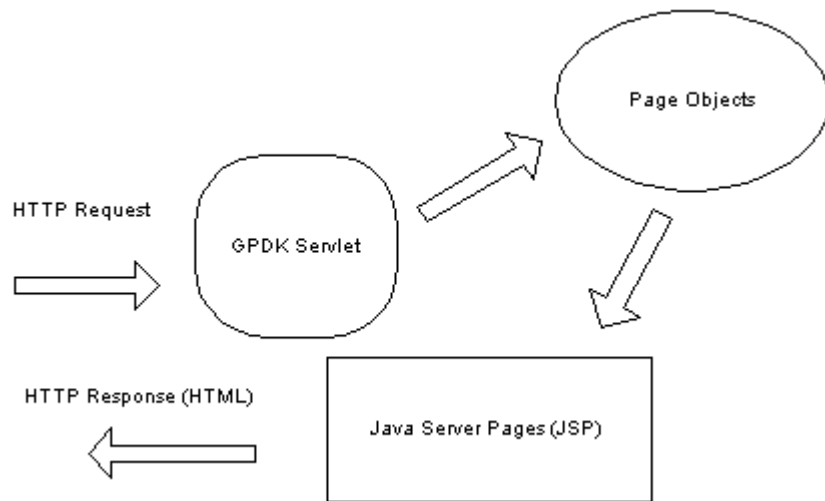 Page Objects
HTTP Request
GPDK Servlet
HTTP Response (HTML)
Java Server Pages (JSP)